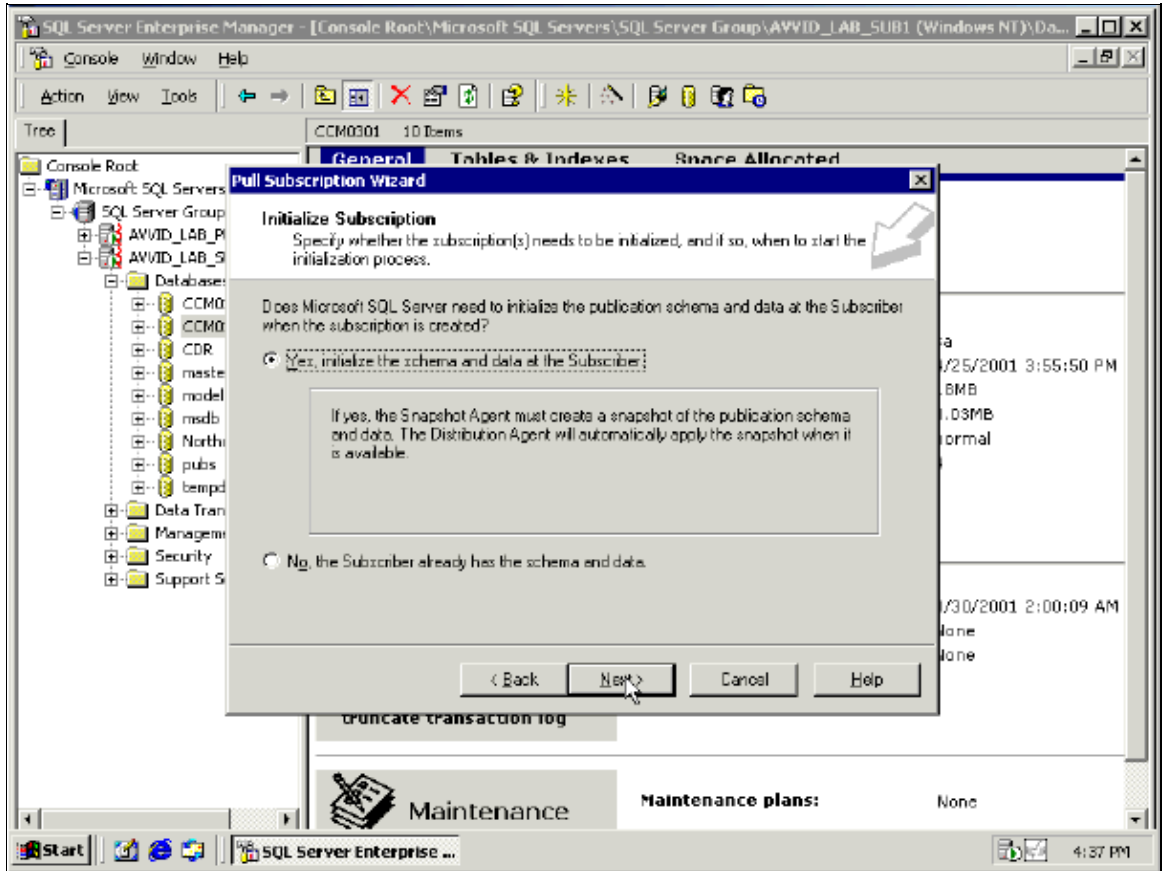 SQL Server Enterprise Manager - [Console Root\Microsoft SQL Servers\SQL Server Group\AVVID_LAB_SUB1 (Windows NT)\Da...
Console Window Help
Action View Tools
Tree
CCM0301 10 Items
General Tables & Indexes Space Allocated
Console Root
Microsoft SQL Servers
SQL Server Group
AVVID_LAB_P
AVVID_LAB_S
Databases
CCM0
CCM0
CDR
maste
model
msdb
Northi
pubs
tempd
Data Tran
Manageme
Security
Support S
Pull Subscription Wizard
Initialize Subscription
Specify whether the subscription(s) needs to be initialized, and if so, when to start the
initialization process.
Does Microsoft SQL Server need to initialize the publication schema and data at the Subscriber
when the subscription is created?
Yes, initialize the schema and data at the Subscriber
If yes, the Snapshot Agent must create a snapshot of the publication schema
and data. The Distribution Agent will automatically apply the snapshot when it
is available.
No, the Subscriber already has the schema and data.
< Back Next > Cancel Help
sa
/25/2001 3:55:50 PM
.8MB
.03MB
ormal
/30/2001 2:00:09 AM
None
None
truncate transaction log
Maintenance
Maintenance plans: None
Start
SQL Server Enterprise ...
4:37 PM